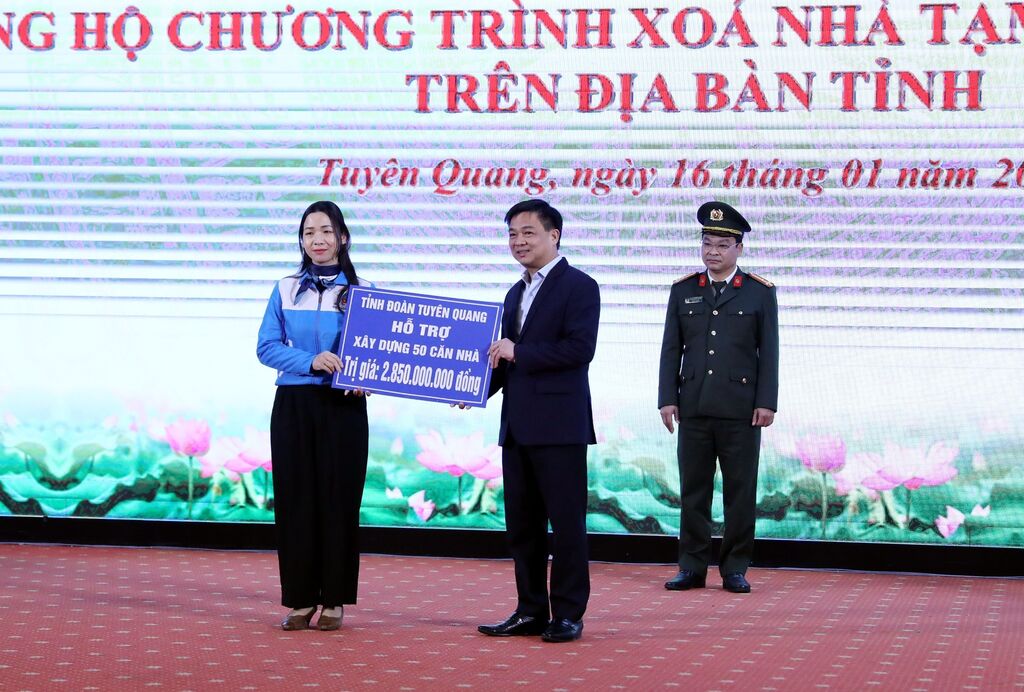 NG HỘ CHƯƠNG TRÌNH XOÁ NHÀ TẠM
TRÊN ĐỊA BÀN TỈNH
Tuyên Quang, ngày 16 tháng 01 năm 20
TỈNH ĐOÀN TUYÊN QUANG
HỖ TRỢ
XÂY DỰNG 50 CĂN NHÀ
Trị giá: 2.850.000.000 đồng